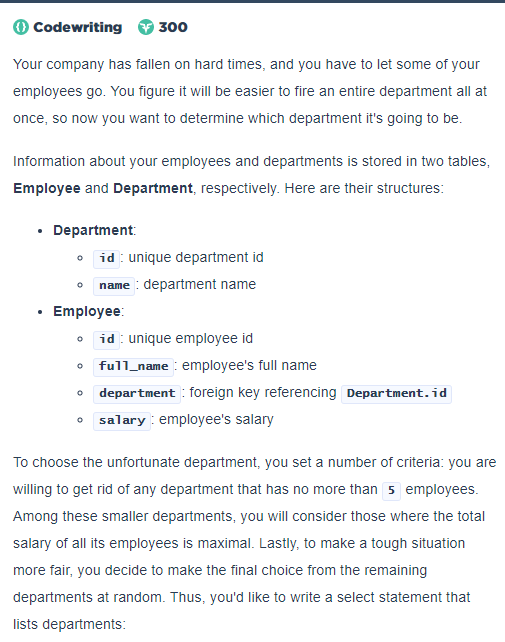 Codewriting 300
Your company has fallen on hard times, and you have to let some of your
employees go. You figure it will be easier to fire an entire department all at
once, so now you want to determine which department it's going to be.
Information about your employees and departments is stored in two tables,
Employee and Department, respectively. Here are their structures:
• Department:
id: unique department id
name: department name
• Employee:
id: unique employee id
full_name: employee's full name
department: foreign key referencing Department.id
salary: employee's salary
To choose the unfortunate department, you set a number of criteria: you are
willing to get rid of any department that has no more than 5 employees.
Among these smaller departments, you will consider those where the total
salary of all its employees is maximal. Lastly, to make a tough situation
more fair, you decide to make the final choice from the remaining
departments at random. Thus, you'd like to write a select statement that
lists departments: